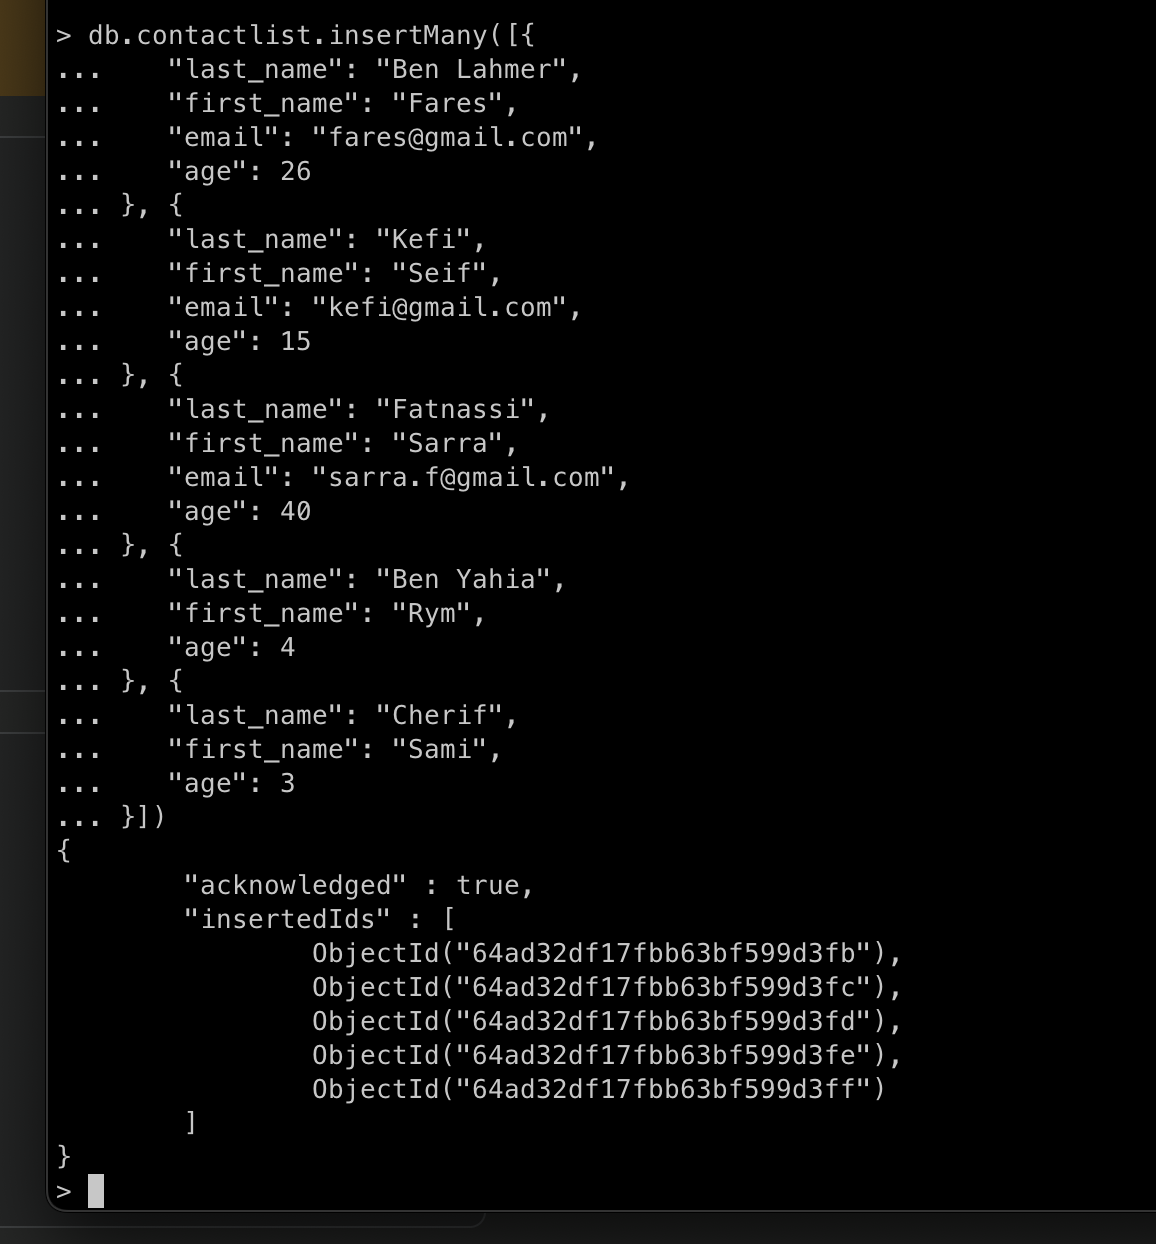 > db.contactlist.insertMany([{
...    "last_name": "Ben Lahmer",
...    "first_name": "Fares",
...    "email": "fares@gmail.com",
...    "age": 26
... }, {
...    "last_name": "Kefi",
...    "first_name": "Seif",
...    "email": "kefi@gmail.com",
...    "age": 15
... }, {
...    "last_name": "Fatnassi",
...    "first_name": "Sarra",
...    "email": "sarra.f@gmail.com",
...    "age": 40
... }, {
...    "last_name": "Ben Yahia",
...    "first_name": "Rym",
...    "age": 4
... }, {
...    "last_name": "Cherif",
...    "first_name": "Sami",
...    "age": 3
... }])
{
        "acknowledged" : true,
        "insertedIds" : [
                ObjectId("64ad32df17fbb63bf599d3fb"),
                ObjectId("64ad32df17fbb63bf599d3fc"),
                ObjectId("64ad32df17fbb63bf599d3fd"),
                ObjectId("64ad32df17fbb63bf599d3fe"),
                ObjectId("64ad32df17fbb63bf599d3ff")
        ]
}
>